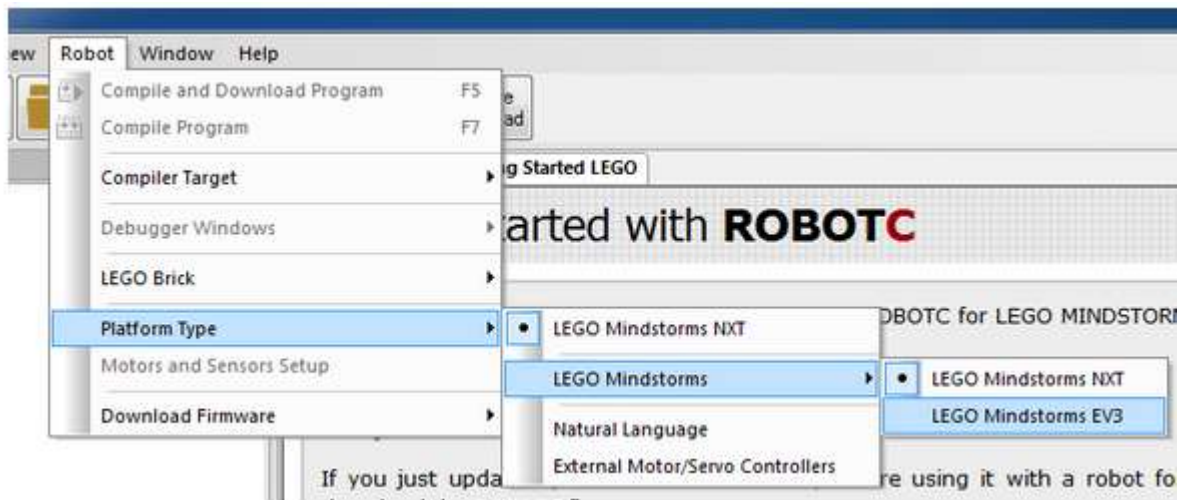 ew Robot Window Help
Compile and Download Program F5
Compile Program F7
e
ad
Compiler Target
g Started LEGO
Debugger Windows
arted with ROBOTC
LEGO Brick
Platform Type
LEGO Mindstorms NXT
OBOTC for LEGO MINDSTORM
Motors and Sensors Setup
LEGO Mindstorms
LEGO Mindstorms NXT
Download Firmware
LEGO Mindstorms EV3
Natural Language
External Motor/Servo Controllers
If you just upda
re using it with a robot fo